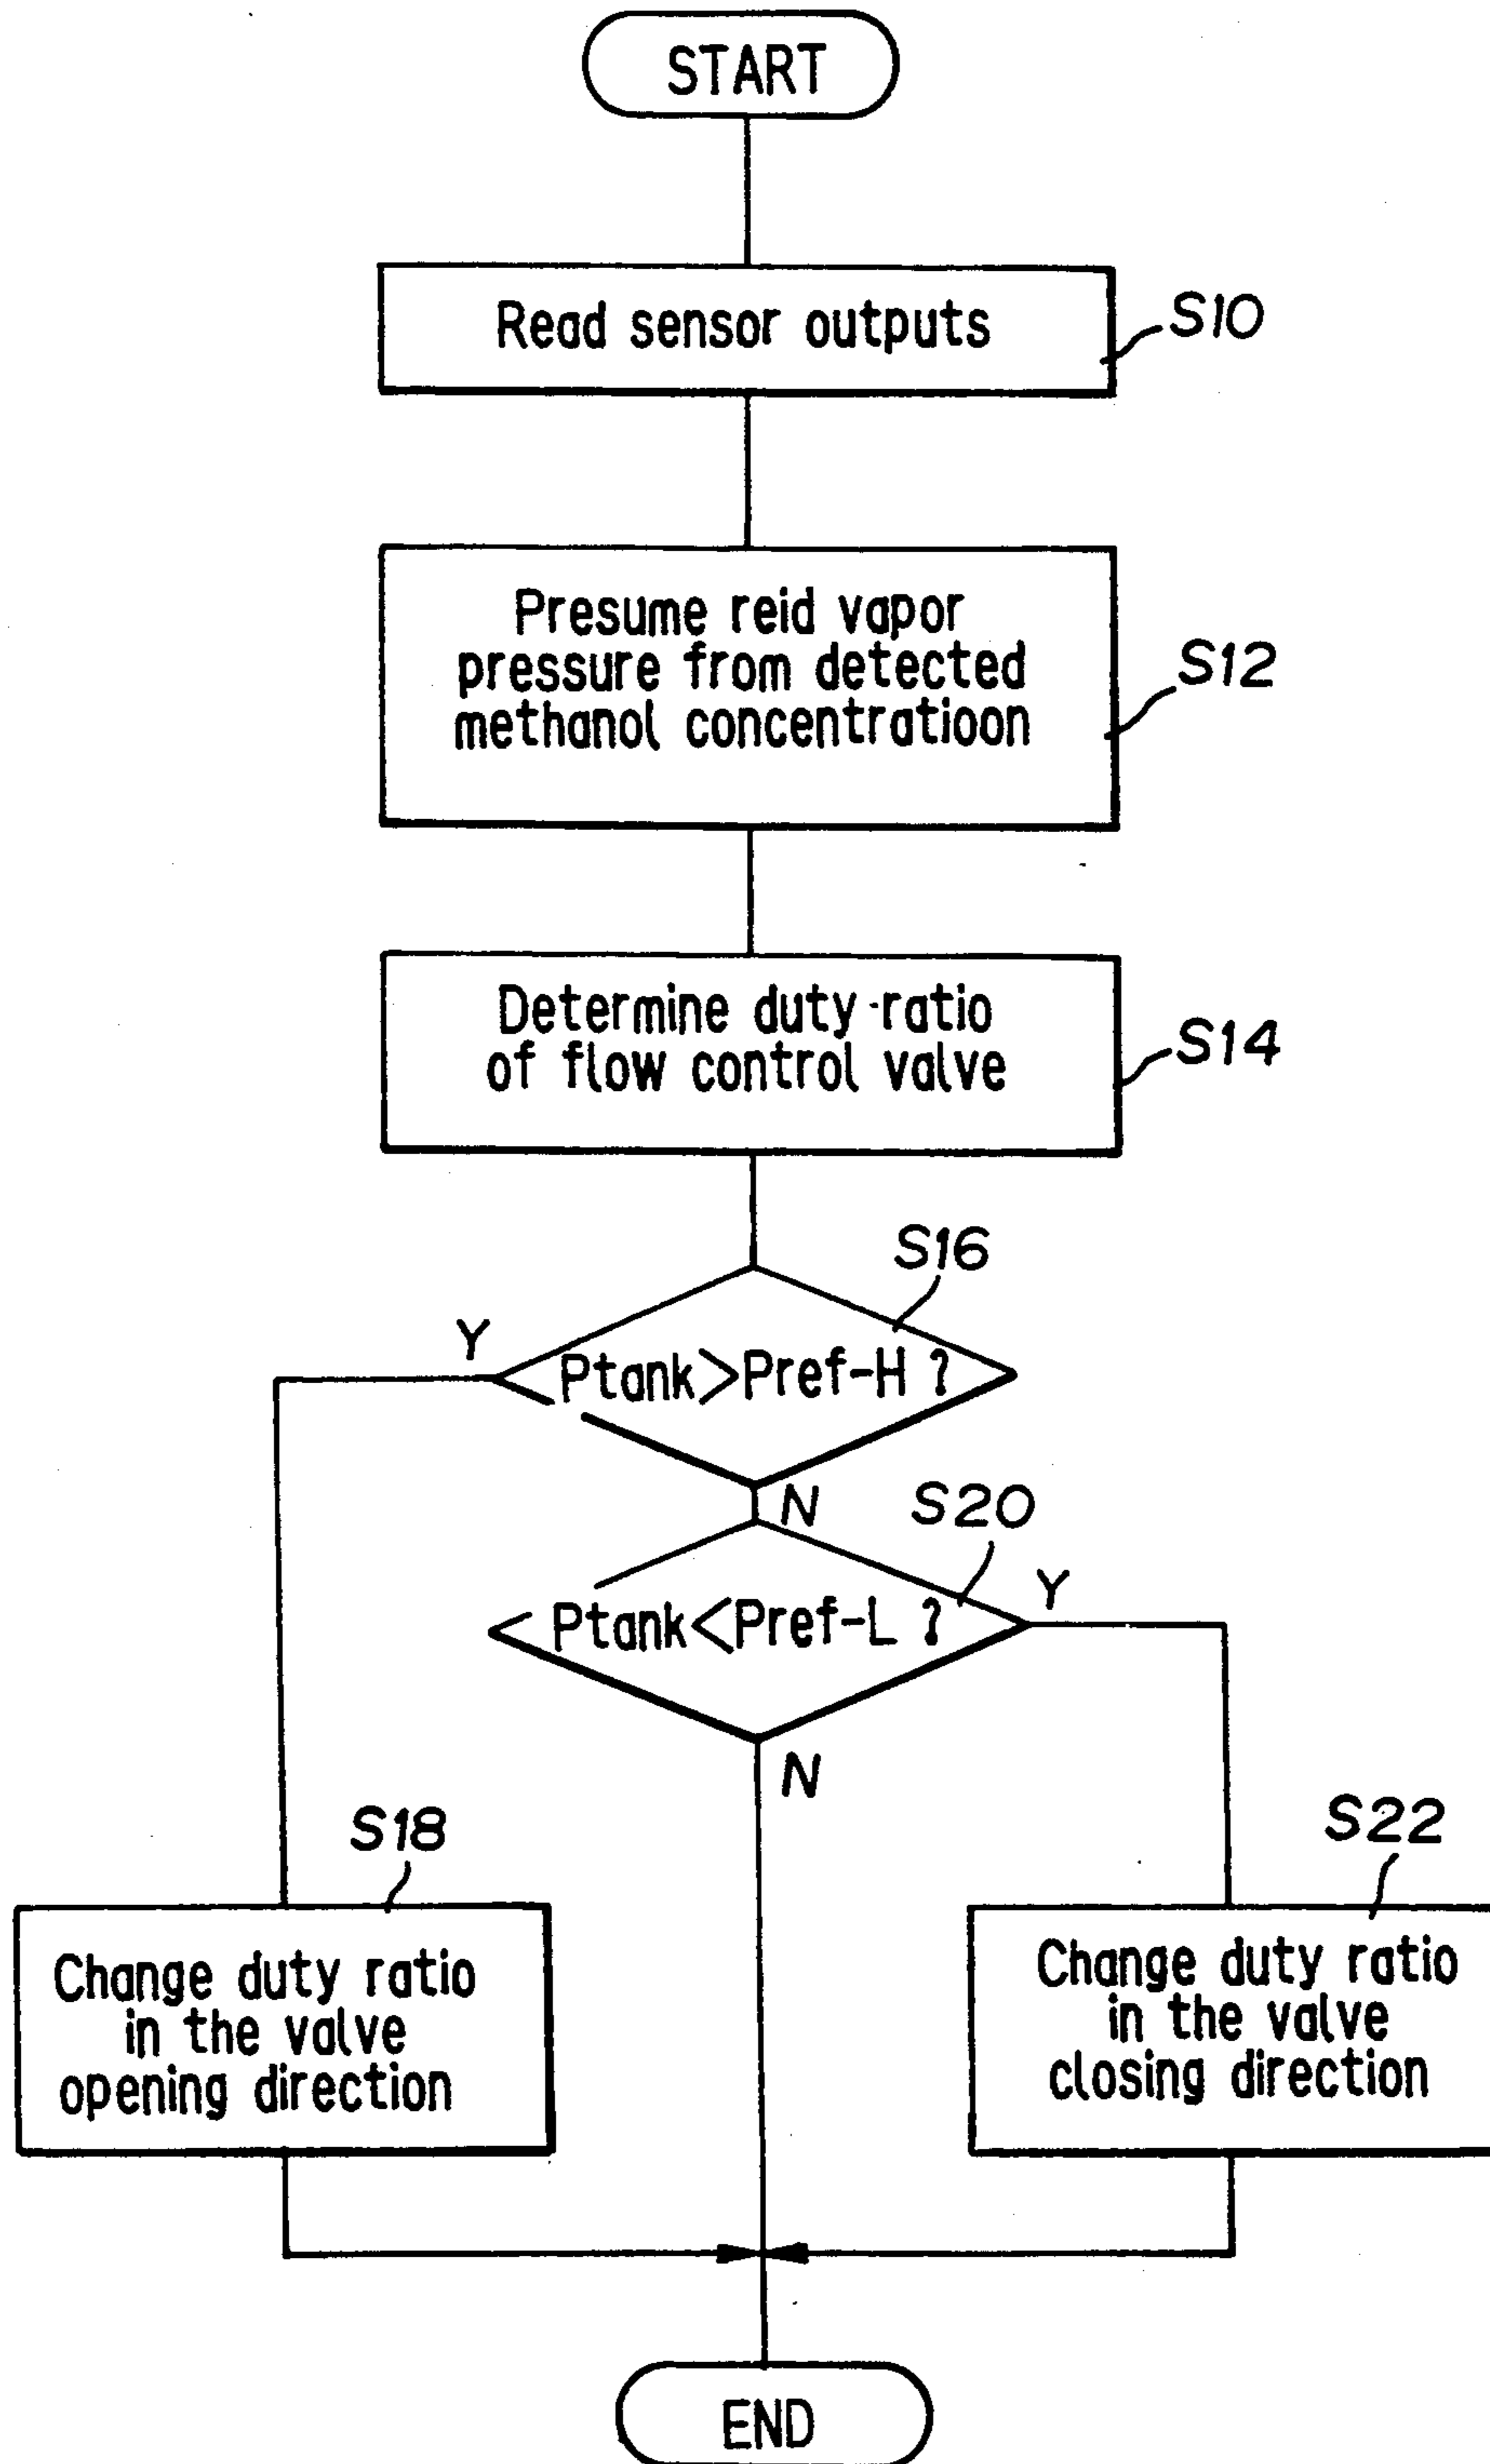 START
Read sensor outputs
S10
Presume reid vapor
pressure from detected
methanol concentratioon
S12
Determine duty ratio
of flow control valve
S14
S16
Y
Ptank>Pref-H ?
N
S20
Y
Ptank<Pref-L ?
N
S18
S22
Change duty ratio
in the valve
opening direction
Change duty ratio
in the valve
closing direction
END